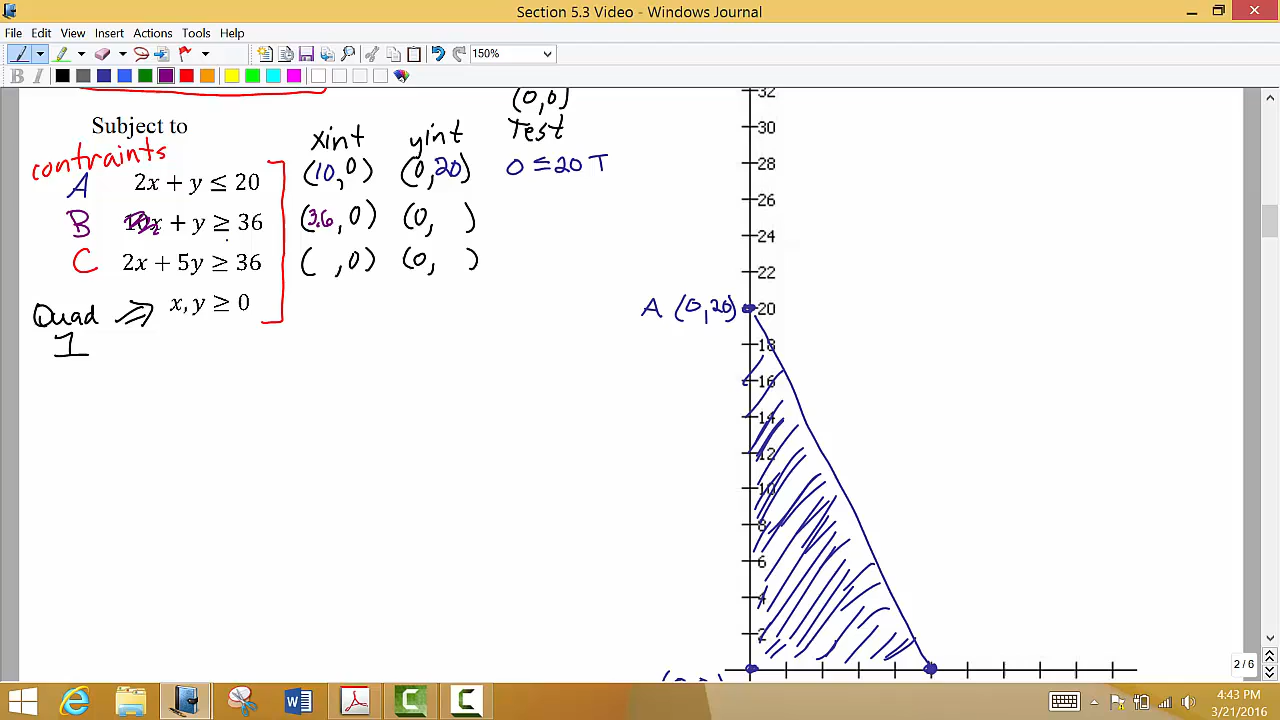 Section 5.3 Video - Windows Journal
File Edit View Insert Actions Tools Help
150%
B I
Subject to
contraints
xint yint
(0,0)
Test
A 2x + y ≤ 20 (10,0) (0,20) 0 ≤ 20 T
B + y ≥ 36 (3.6, 0) (0, )
C 2x + 5y ≥ 36 ( ,0) (0, )
Quad ⇒ x, y ≥ 0
1
32
30
28
26
24
22
A (0,20) 20
18
16
14
12
10
8
6
4
2
2 / 6
4:43 PM
3/21/2016